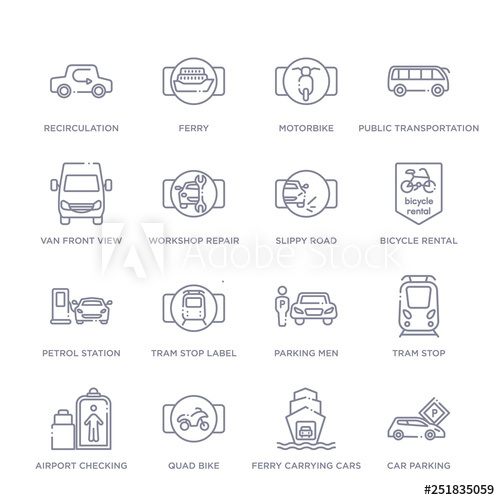 RECIRCULATION FERRY MOTORBIKE PUBLIC TRANSPORTATION
bicycle
rental
VAN FRONT VIEW WORKSHOP REPAIR SLIPPY ROAD BICYCLE RENTAL
Adobe Stock
P
PETROL STATION TRAM STOP LABEL PARKING MEN TRAM STOP
P
AIRPORT CHECKING QUAD BIKE FERRY CARRYING CARS CAR PARKING
#251835059